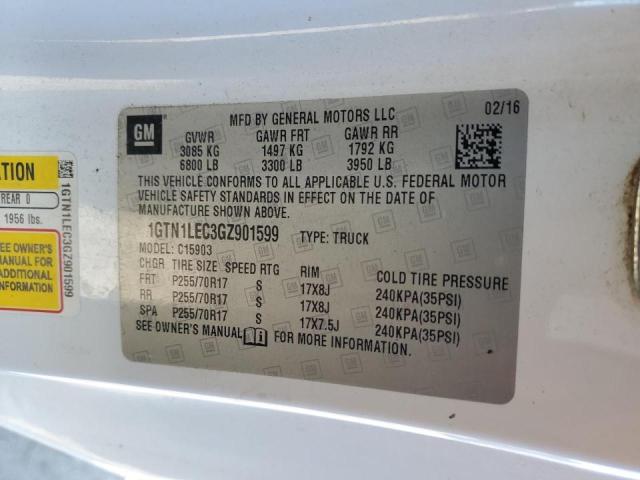 GM
MFD BY GENERAL MOTORS LLC 02/16
GVWR GAWR FRT GAWR RR
3085 KG 1497 KG 1792 KG
6800 LB 3300 LB 3950 LB
THIS VEHICLE CONFORMS TO ALL APPLICABLE U.S. FEDERAL MOTOR
VEHICLE SAFETY STANDARDS IN EFFECT ON THE DATE OF
MANUFACTURE SHOWN ABOVE.
1GTN1LEC3GZ901599 TYPE: TRUCK
MODEL: C15903
CHGR TIRE SIZE SPEED RTG RIM COLD TIRE PRESSURE
FRT P255/70R17 S 17X8J 240KPA(35PSI)
RR P255/70R17 S 17X8J 240KPA(35PSI)
SPA P255/70R17 S 17X7.5J 240KPA(35PSI)
SEE OWNER'S MANUAL FOR MORE INFORMATION.
ATION
REAR 0
1956 lbs.
SEE OWNER'S
MANUAL FOR
ADDITIONAL
INFORMATION
1GTN1LEC3GZ901599